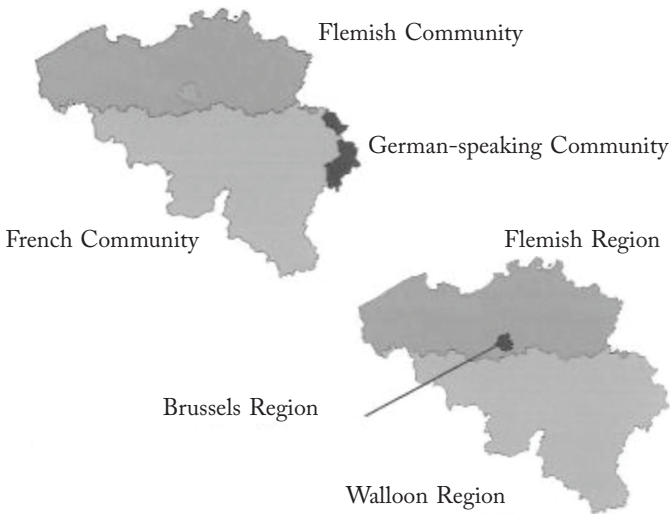 Flemish Community
German-speaking Community
French Community
Flemish Region
Brussels Region
Walloon Region